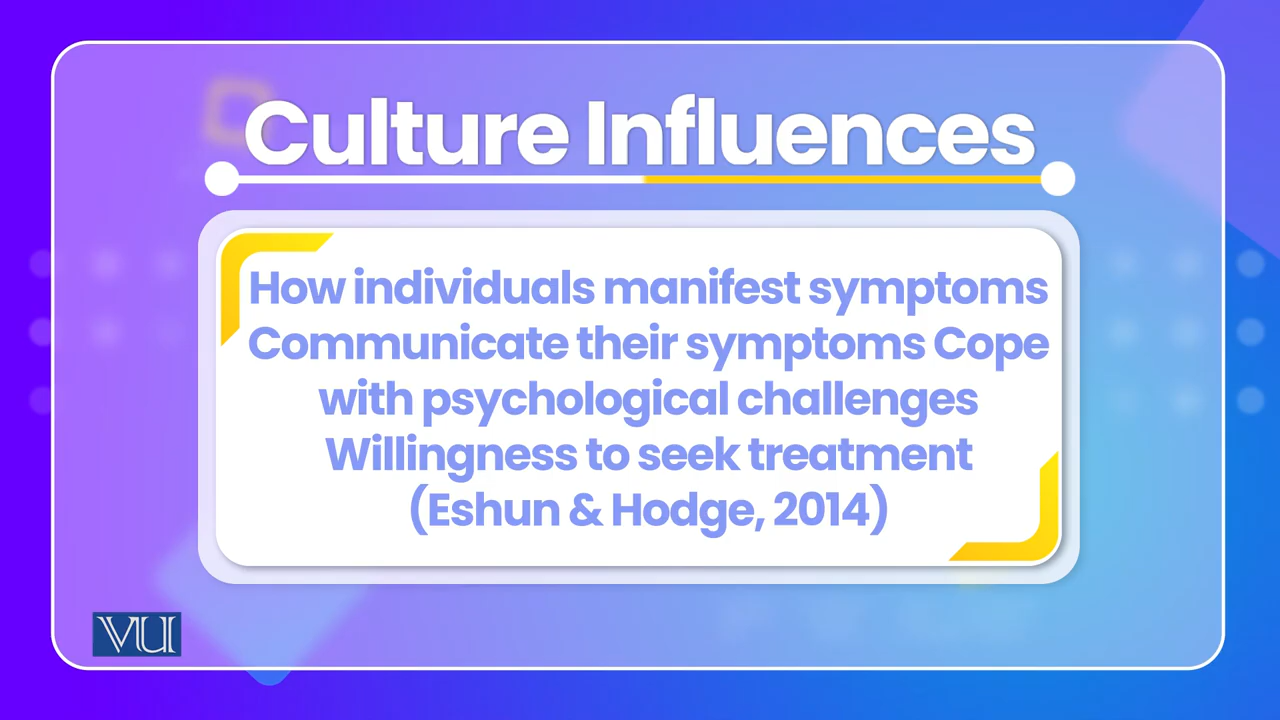 Culture Influences
How individuals manifest symptoms
Communicate their symptoms Cope
with psychological challenges
Willingness to seek treatment
(Eshun & Hodge, 2014)
VU